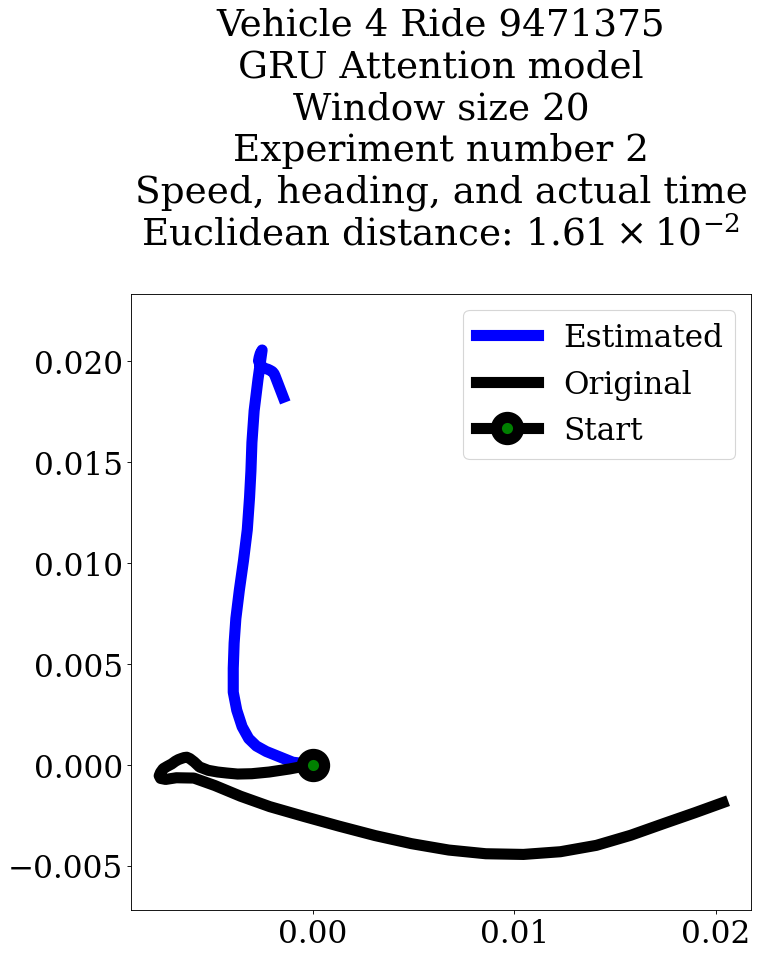 Vehicle 4 Ride 9471375
GRU Attention model
Window size 20
Experiment number 2
Speed, heading, and actual time
Euclidean distance: 1.61 × 10⁻²
Estimated
Original
Start
0.020
0.015
0.010
0.005
0.000
−0.005
0.00 0.01 0.02